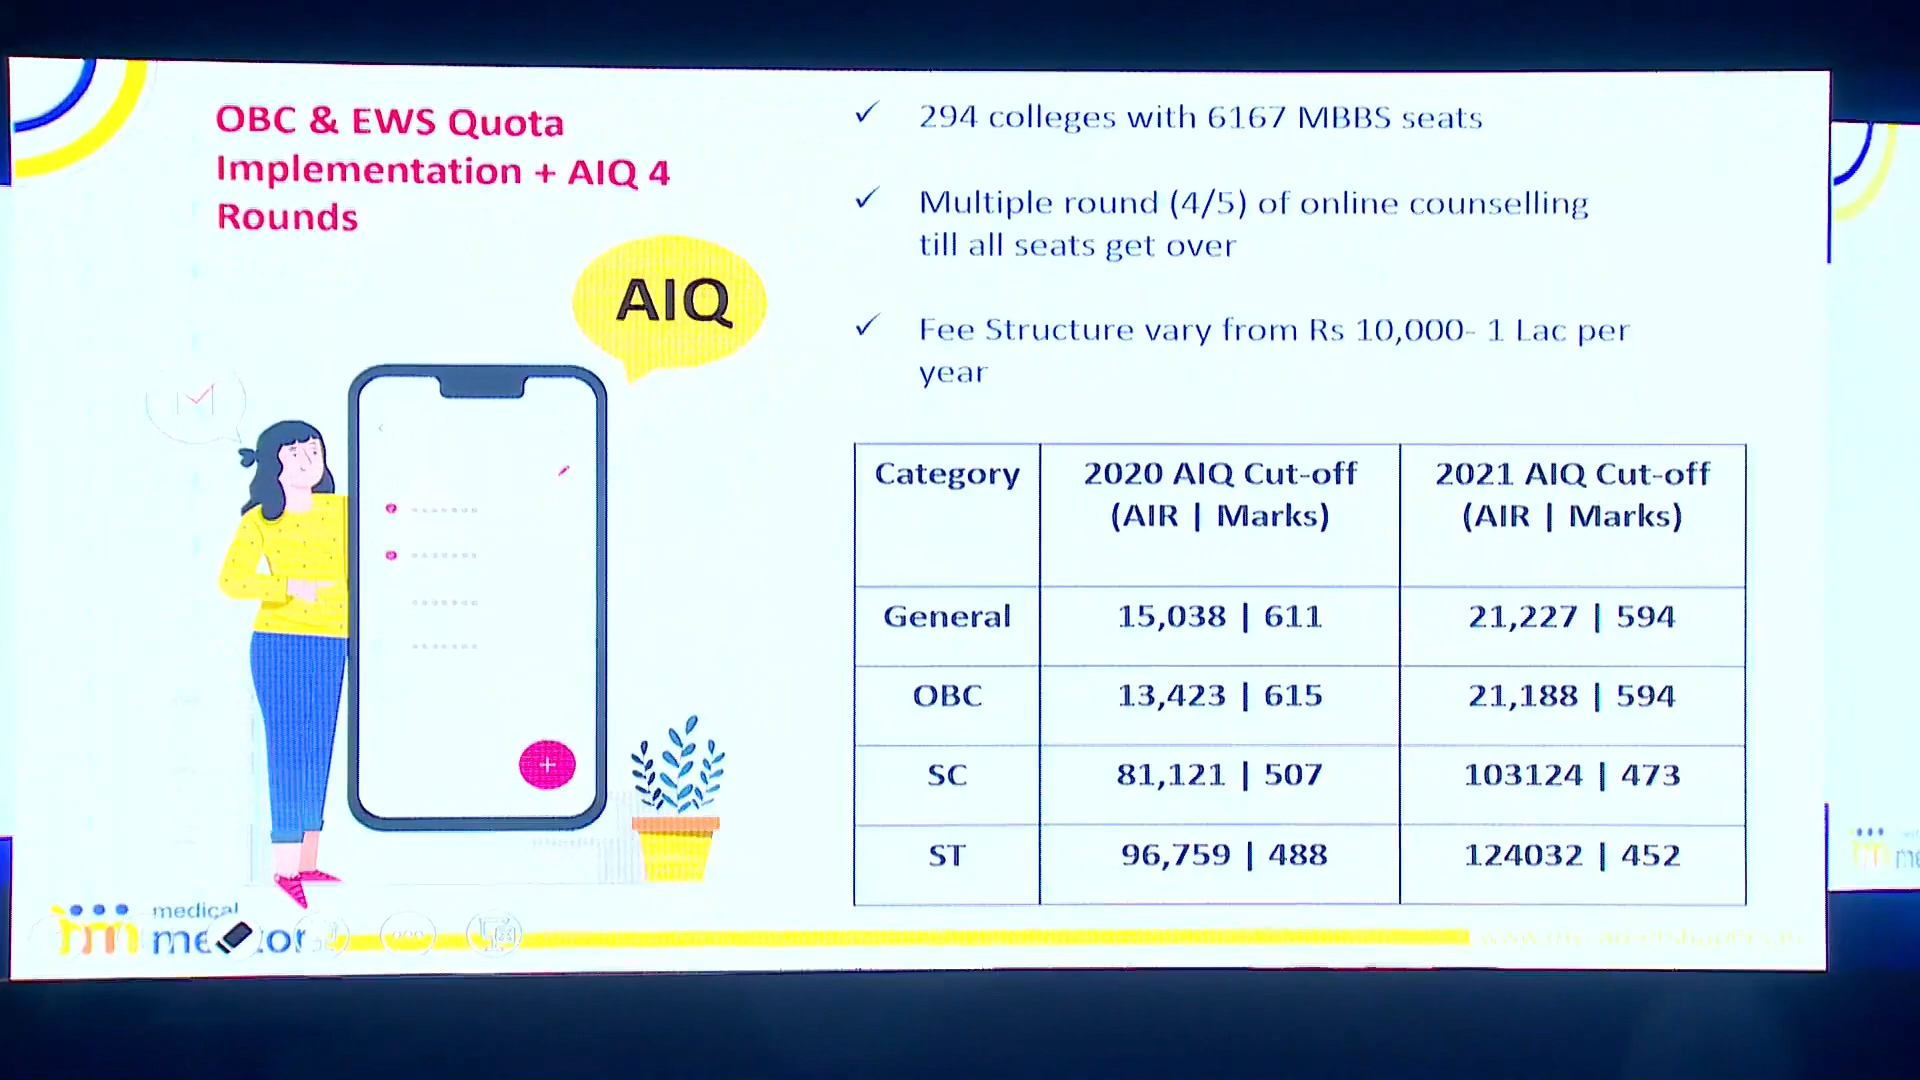 OBC & EWS Quota
Implementation + AIQ 4
Rounds
AIQ
✓ 294 colleges with 6167 MBBS seats
✓ Multiple round (4/5) of online counselling
till all seats get over
✓ Fee Structure vary from Rs 10,000- 1 Lac per
year
Category | 2020 AIQ Cut-off (AIR | Marks) | 2021 AIQ Cut-off (AIR | Marks)
General 15,038 | 611 21,227 | 594
OBC 13,423 | 615 21,188 | 594
SC 81,121 | 507 103124 | 473
ST 96,759 | 488 124032 | 452
medical